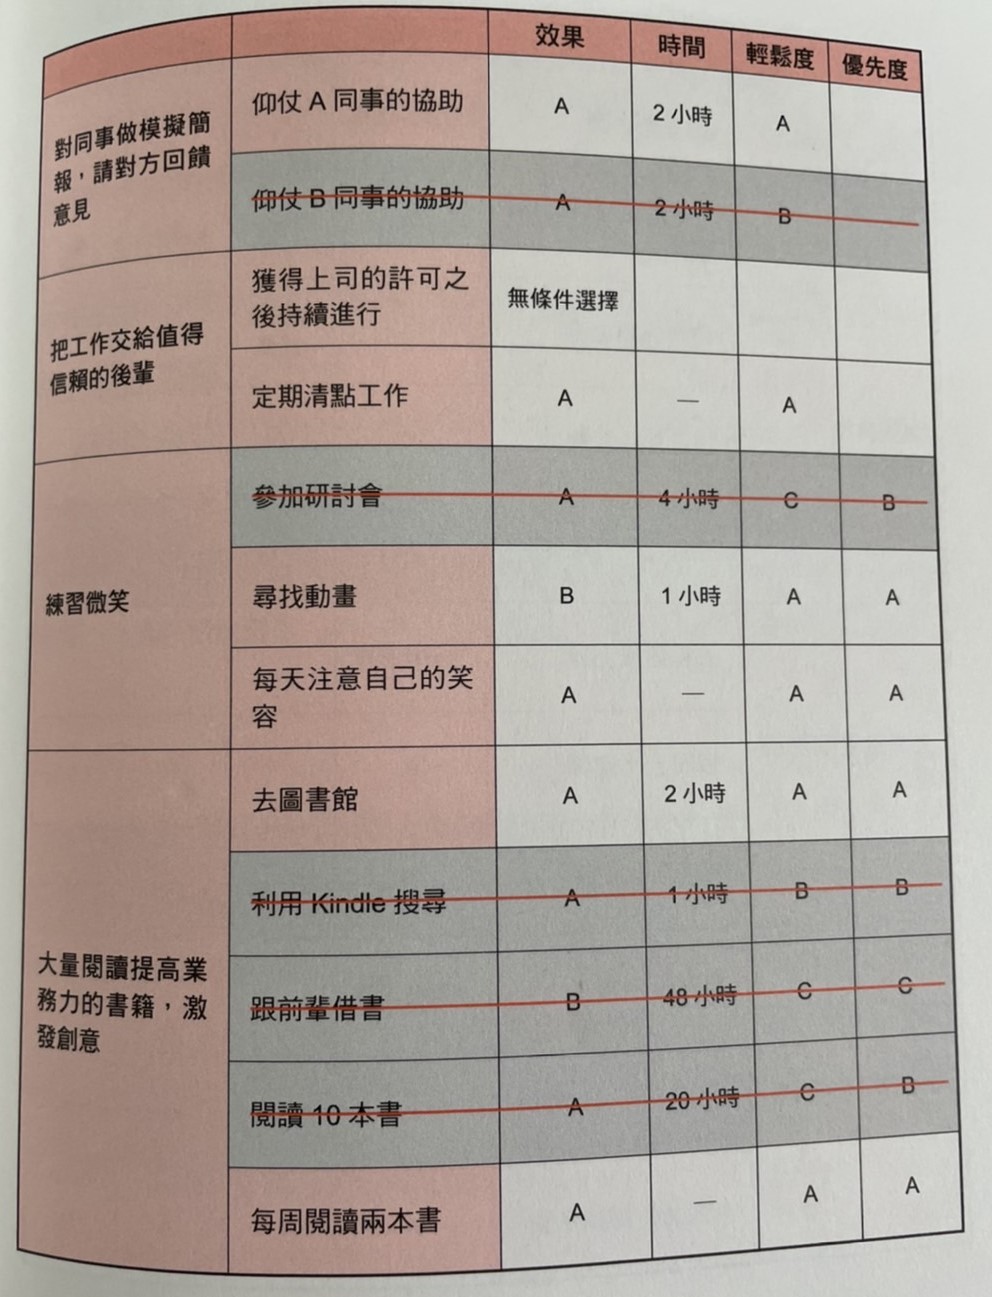 效果 時間 輕鬆度 優先度
對同事做模擬簡
報，請對方回饋
意見
仰仗 A 同事的協助 A 2 小時 A
仰仗 B 同事的協助 A 2 小時 B
把工作交給值得
信賴的後輩
獲得上司的許可之
後持續進行
無條件選擇
定期清點工作 A — A
練習微笑
參加研討會 A 4 小時 C B
尋找動畫 B 1 小時 A A
每天注意自己的笑
容
A — A A
大量閱讀提高業
務力的書籍，激
發創意
去圖書館 A 2 小時 A A
利用 Kindle 搜尋 A 1 小時 B B
跟前輩借書 B 48 小時 C C
閱讀 10 本書 A 20 小時 C B
每周閱讀兩本書 A — A A